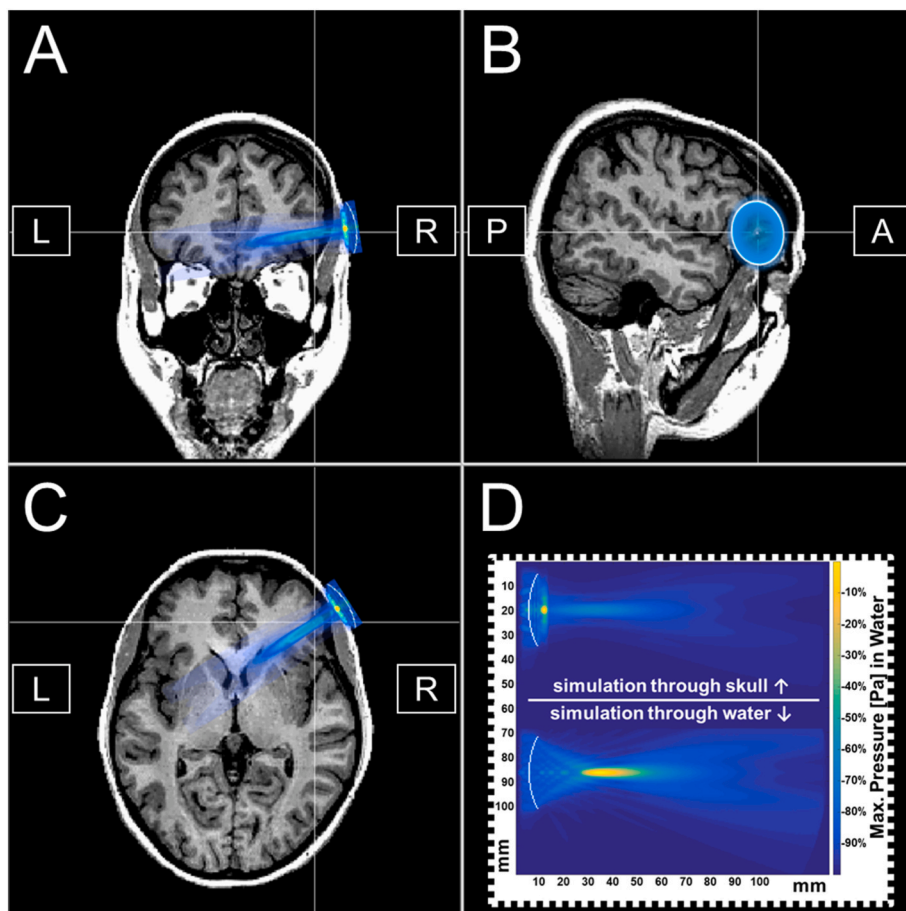 A
L
R
B
P
A
C
L
R
D
10
20
30
40
50
70
80
90
100
mm
simulation through skull ↑
simulation through water ↓
10 20 30 40 50 60 70 80 90 100
mm
-10%
-20%
-30%
-40%
-50%
-60%
-70%
-80%
-90%
Max. Pressure [Pa] in Water